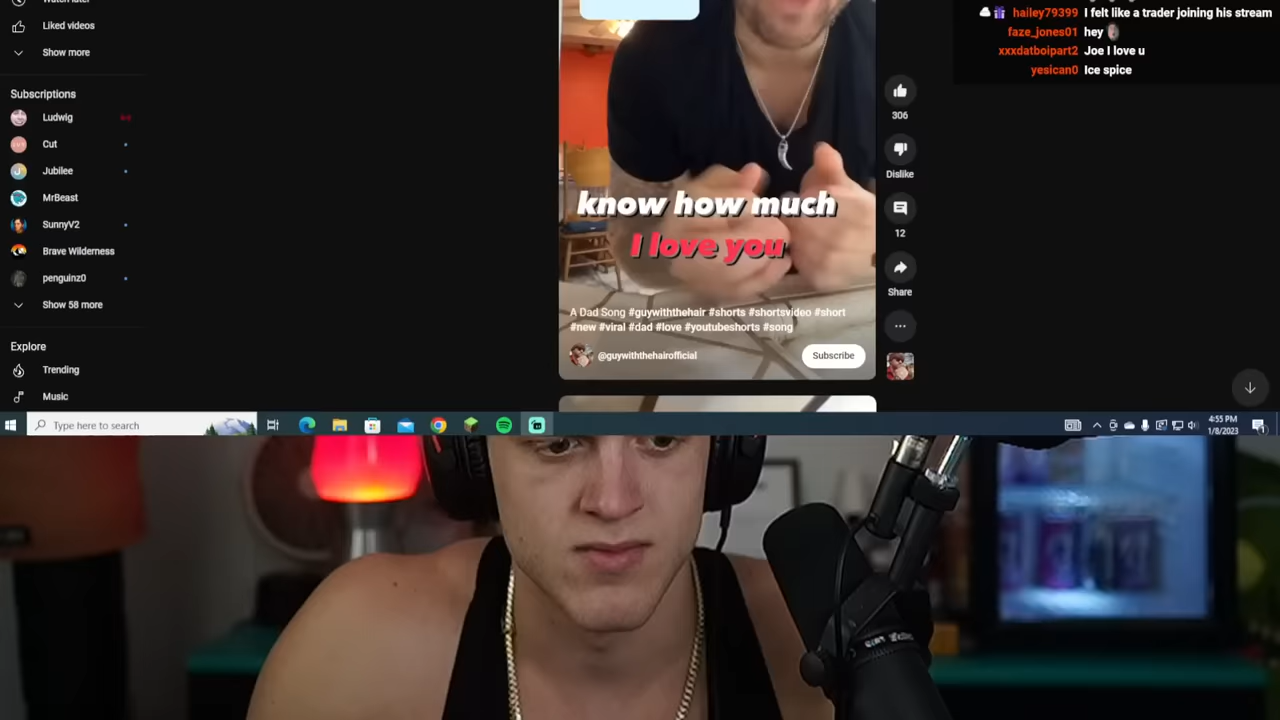 Liked videos
Show more
Subscriptions
Ludwig
Cut
Jubilee
MrBeast
SunnyV2
Brave Wilderness
penguinz0
Show 58 more
Explore
Trending
Music
know how much
I love you
A Dad Song #guywiththehair #shorts #shortsvideo #short
#new #viral #dad #love #youtubeshorts #song
@guywiththehairofficial
Subscribe
306
Dislike
12
Share
hailey79399 I felt like a trader joining his stream
faze_jones01 hey
xxxdatboipart2 Joe I love u
yesican0 Ice spice
Type here to search
4:55 PM
1/8/2023